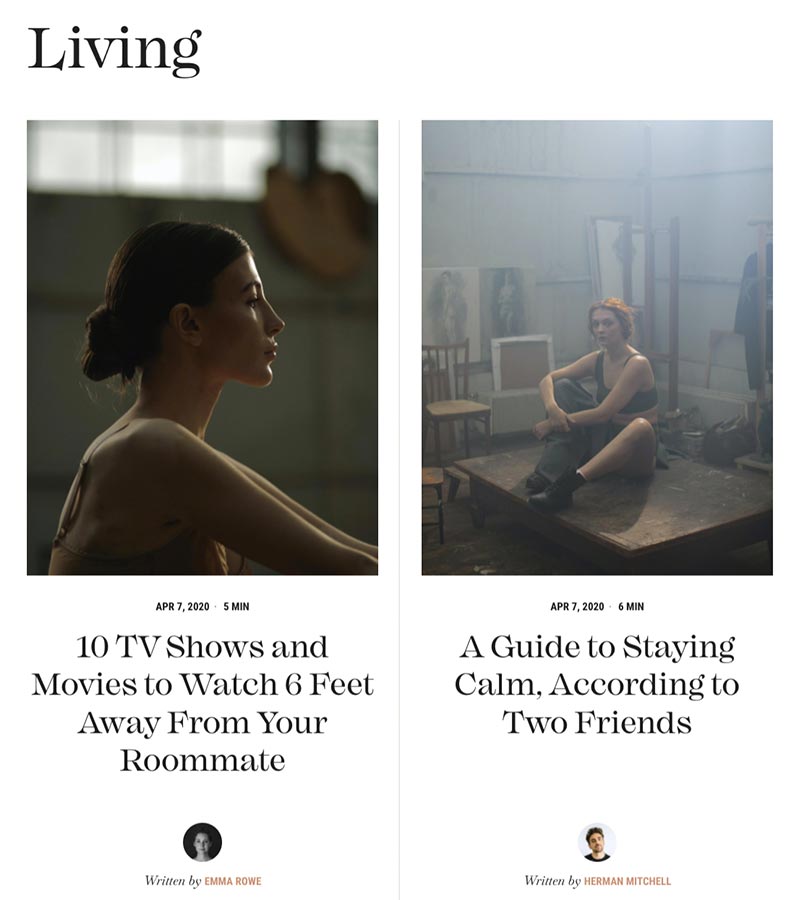 Living
APR 7, 2020 · 5 MIN
10 TV Shows and
Movies to Watch 6 Feet
Away From Your
Roommate
Written by EMMA ROWE
APR 7, 2020 · 6 MIN
A Guide to Staying
Calm, According to
Two Friends
Written by HERMAN MITCHELL